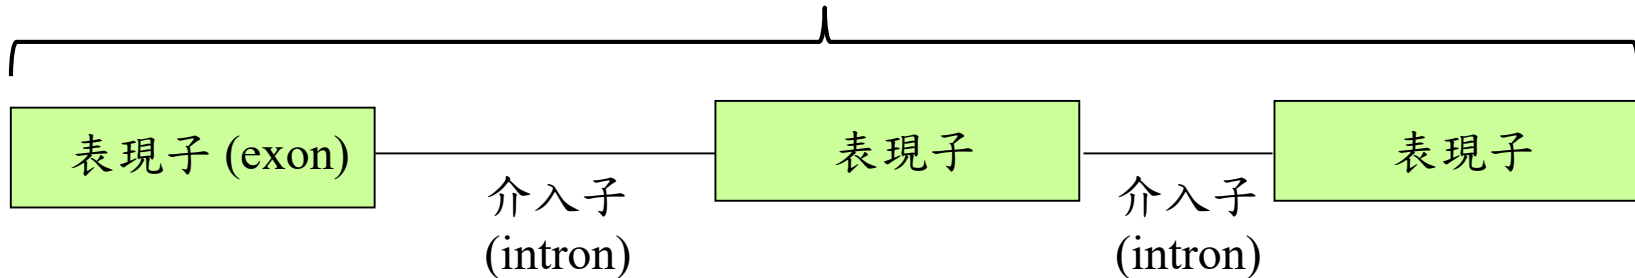 表現子 (exon)
表現子
表現子
介入子
(intron)
介入子
(intron)